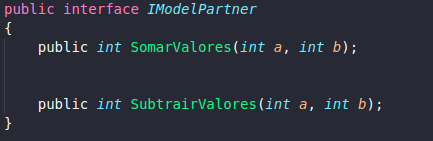 public interface IModelPartner
{
public int SomarValores(int a, int b);
public int SubtrairValores(int a, int b);
}